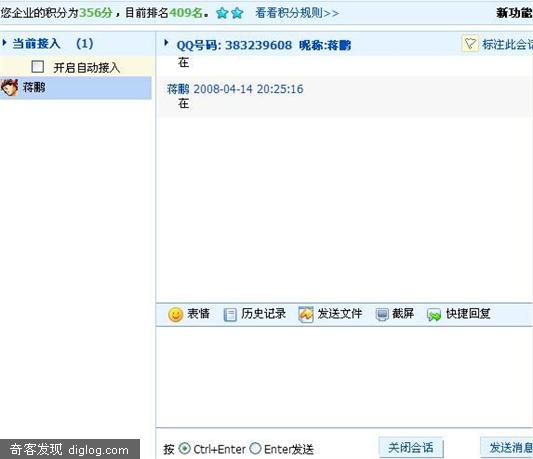 您企业的积分为356分，目前排名409名。 看看积分规则>> 新功能
当前接入 (1)
开启自动接入
蒋鹏
QQ号码: 383239608 昵称:蒋鹏 标注此会话
在
蒋鹏 2008-04-14 20:25:16
在
表情 历史记录 发送文件 截屏 快捷回复
按 Ctrl+Enter Enter发送 关闭会话 发送消息
奇客发现 diglog.com